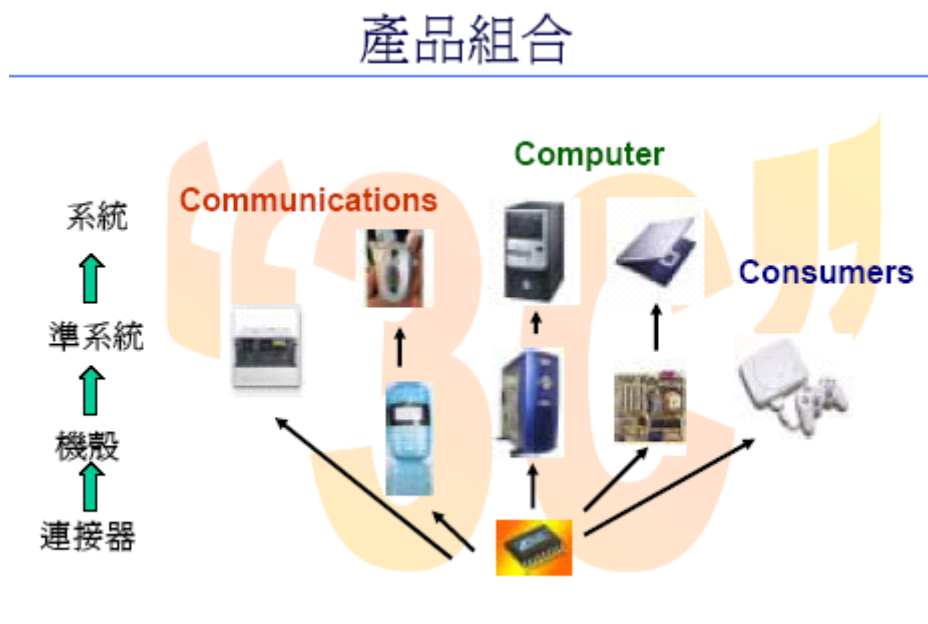 產品組合
“3C”
Computer
Communications
Consumers
系統
準系統
機殼
連接器